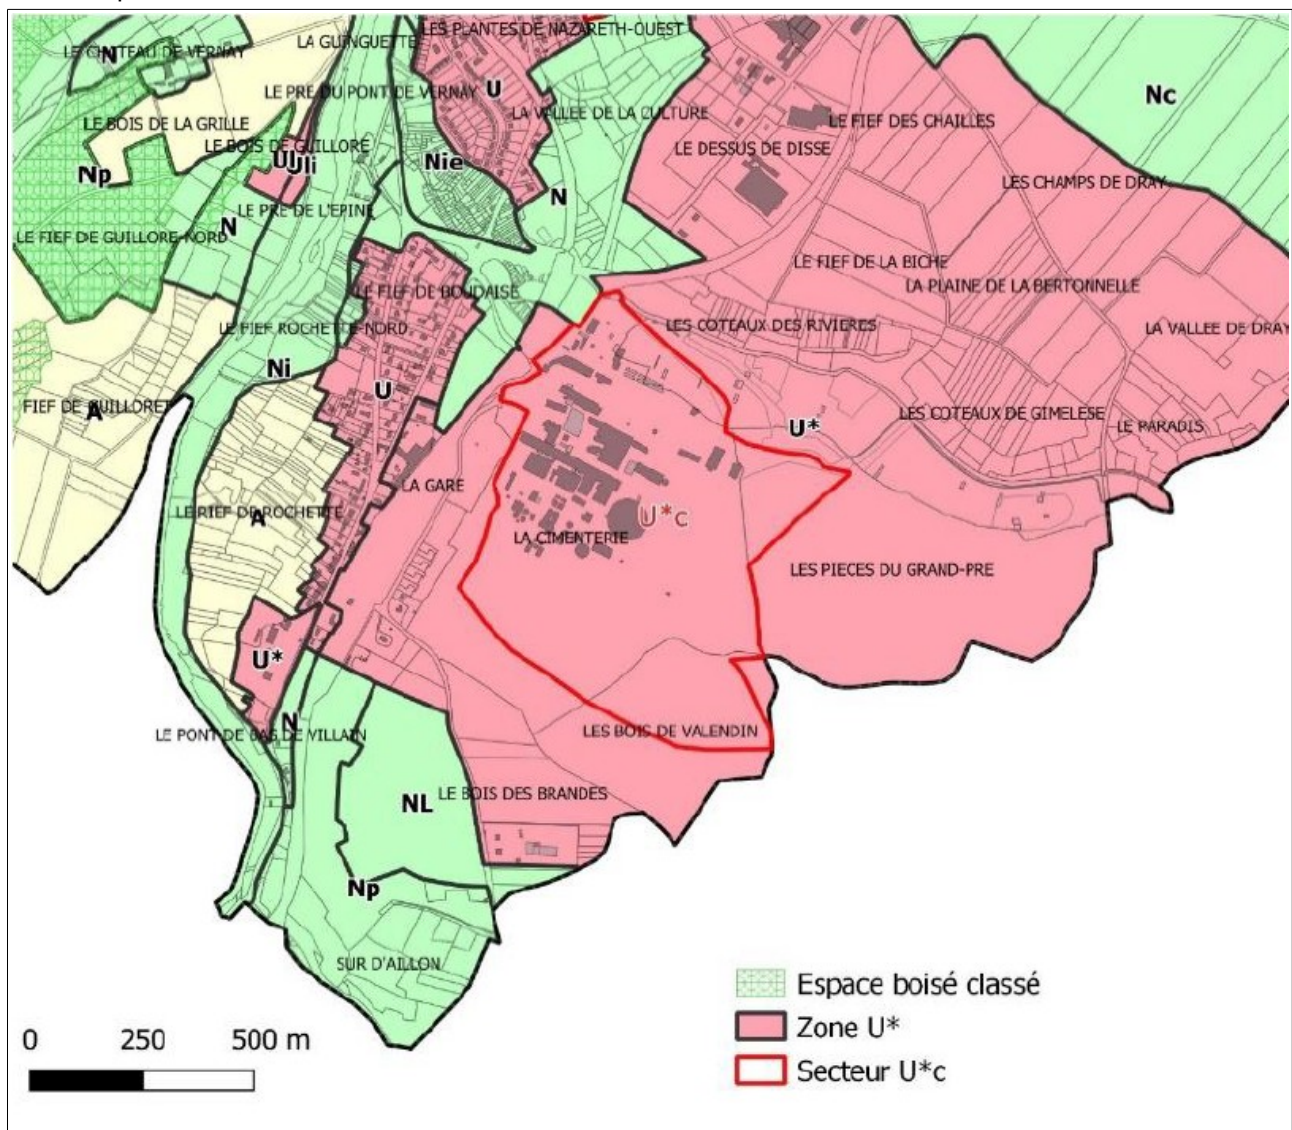 LES PLANTES DE NAZARETH-OUEST
LA GUINGUETTE
LE CHATEAU DE VERNAY
N
LE PRE DU PONT DE VERNAY
U
Nc
LA VALLEE DE LA CULTURE
LE BOIS DE LA GRILLE
LE FIEF DES CHAILLES
LE BOIS DE GUILLORE
LE DESSUS DE DISSE
Nie
Uli
Np
LES CHAMPS DE DRAY
N
LE PRE DE L'EPINE
N
LE FIEF DE GUILLORE-NORD
LE FIEF DE LA BICHE
LA PLAINE DE LA BERTONNELLE
LE FIEF DE BOUDAISE
LES COTEAUX DES RIVIERES
LA VALLEE DE DRAY
LE FIEF ROCHETTE-NORD
Ni
U
FIEF DE GUILLORET
A
LES COTEAUX DE GIMELESE
U*
LE PARADIS
LA GARE
LE RIEF DE ROCHETTE
A
U*c
LA CIMENTERIE
LES PIECES DU GRAND-PRE
U*
N
LE PONT DE BAS DE VILLAIN
LES BOIS DE VALENDIN
NL
LE BOIS DES BRANDES
Np
SUR D'AILLON
Espace boisé classé
Zone U*
Secteur U*c
0 250 500 m